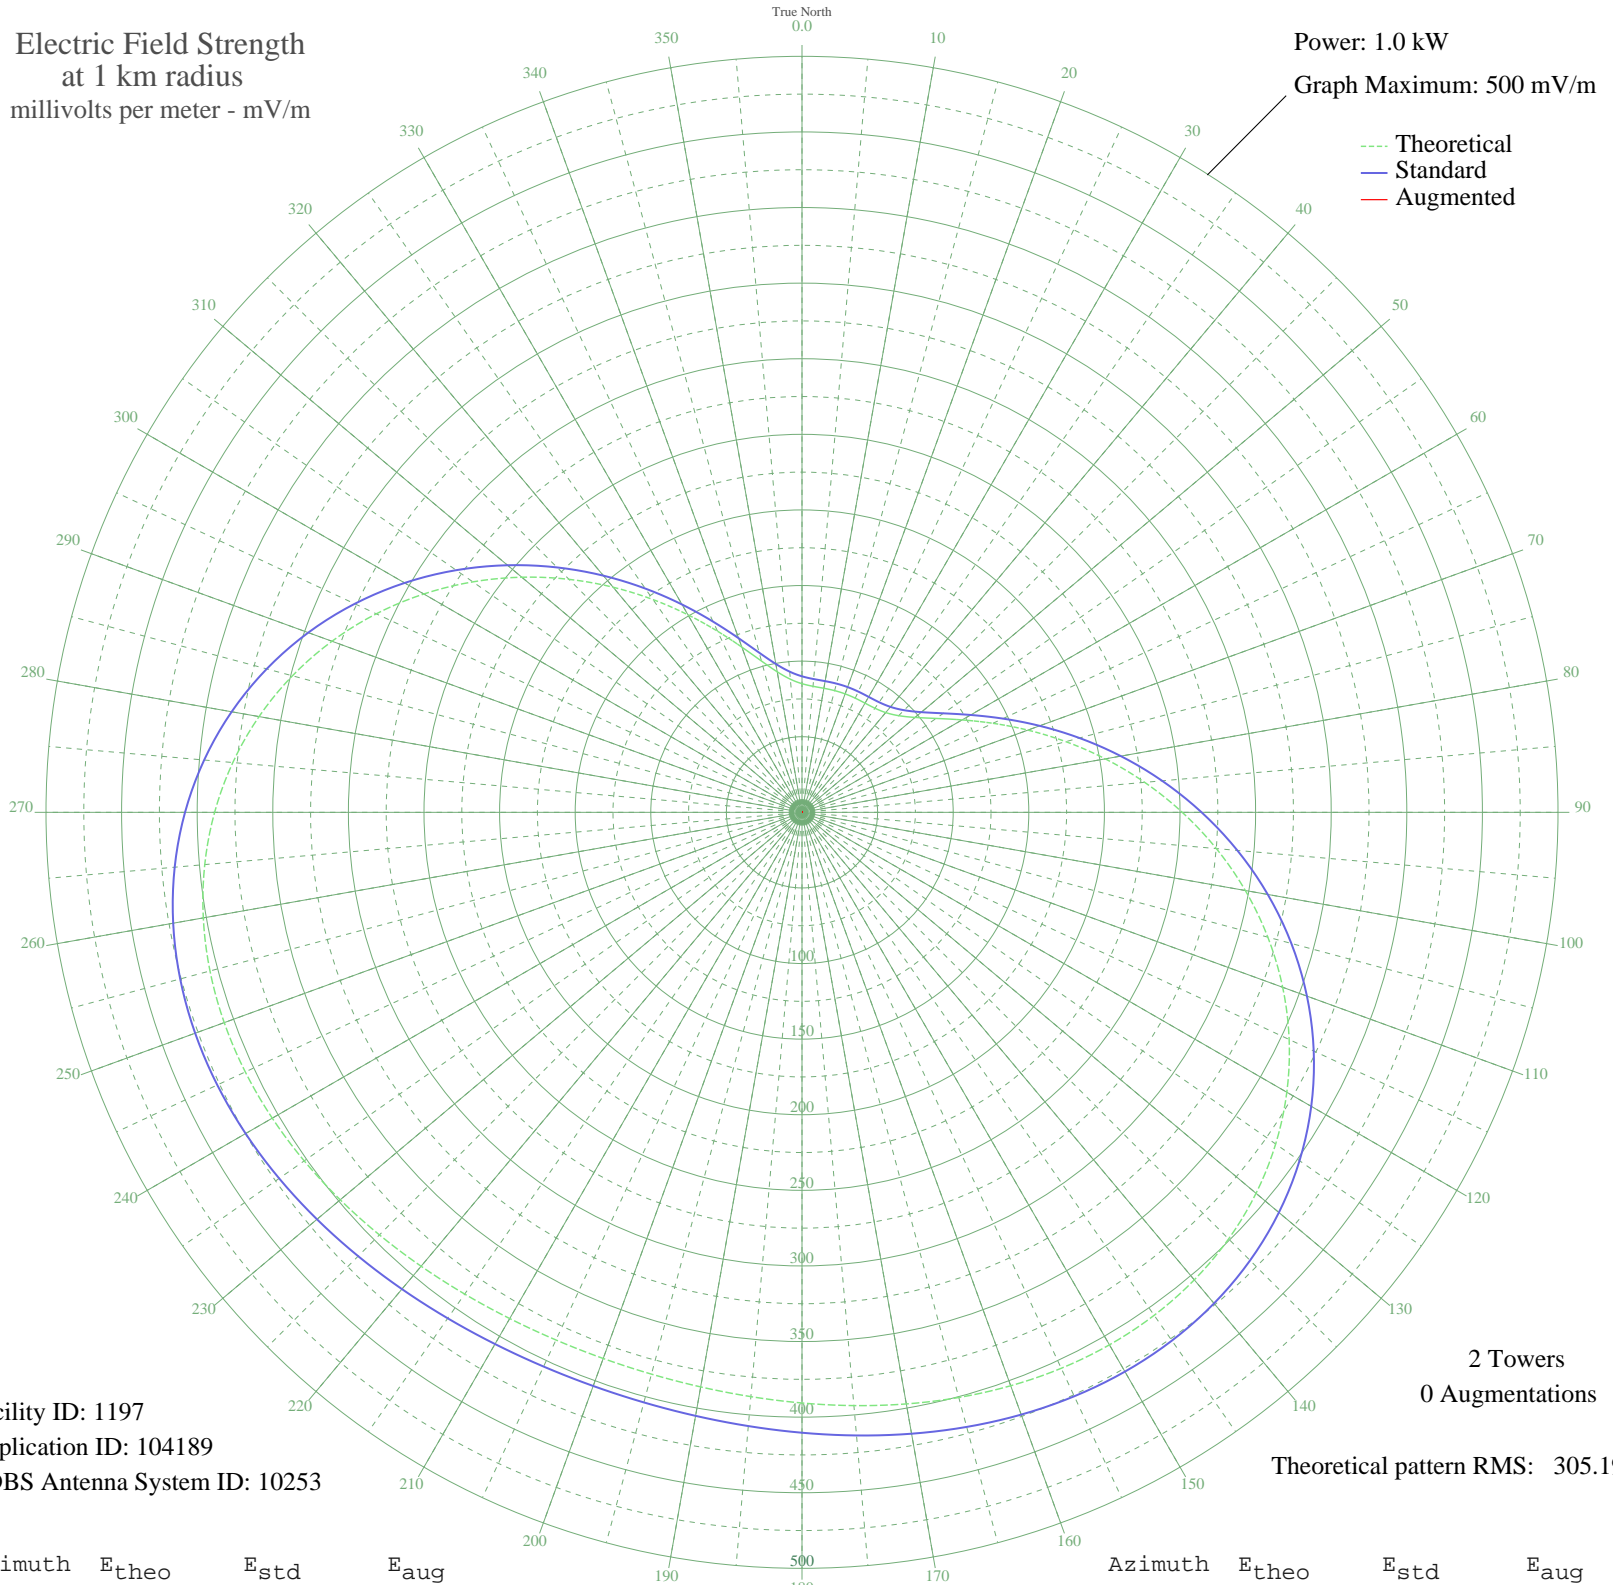 True North
0.0
Electric Field Strength
at 1 km radius
millivolts per meter - mV/m
Power: 1.0 kW
Graph Maximum: 500 mV/m
Theoretical
Standard
Augmented
10
20
30
40
50
60
70
80
90
100
110
120
130
140
150
160
170
190
200
210
220
230
240
250
260
270
280
290
300
310
320
330
340
350
100
150
200
250
300
350
400
450
500
2 Towers
0 Augmentations
Theoretical pattern RMS: 305.19
cility ID: 1197
plication ID: 104189
DBS Antenna System ID: 10253
imuth Etheo Estd Eaug
Azimuth Etheo Estd Eaug